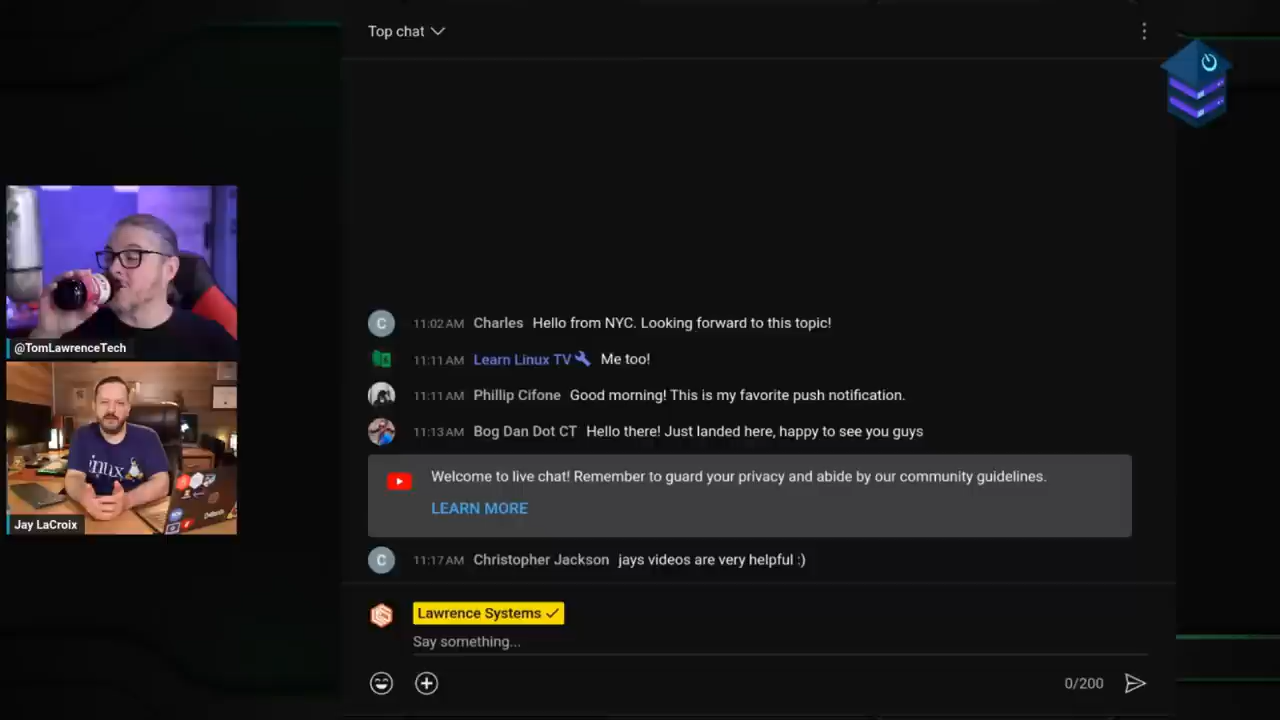 Top chat
@TomLawrenceTech
Jay LaCroix
inux
C 11:02 AM Charles Hello from NYC. Looking forward to this topic!
11:11 AM Learn Linux TV Me too!
11:11 AM Phillip Cifone Good morning! This is my favorite push notification.
11:13 AM Bog Dan Dot CT Hello there! Just landed here, happy to see you guys
Welcome to live chat! Remember to guard your privacy and abide by our community guidelines.
LEARN MORE
C 11:17 AM Christopher Jackson jays videos are very helpful :)
Lawrence Systems
Say something...
0/200